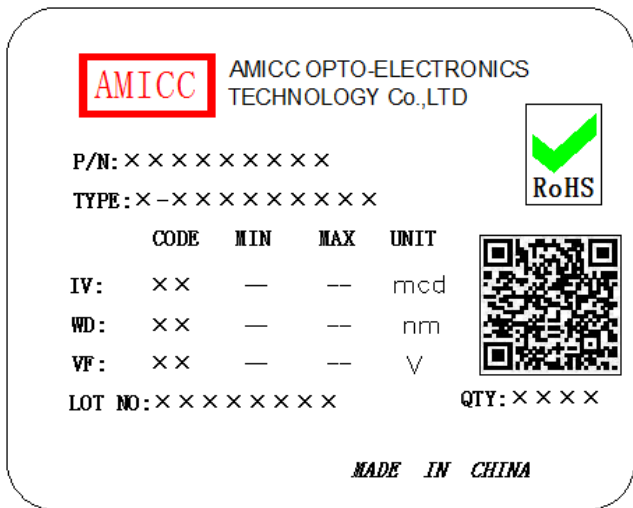 AMICC
AMICC OPTO-ELECTRONICS
TECHNOLOGY Co.,LTD
RoHS
P/N:×××××××××
TYPE:×-×××××××××
CODE MIN MAX UNIT
IV: ×× — -- mcd
WD: ×× — -- nm
VF: ×× — -- V
LOT NO:×××××××× QTY:××××
MADE IN CHINA